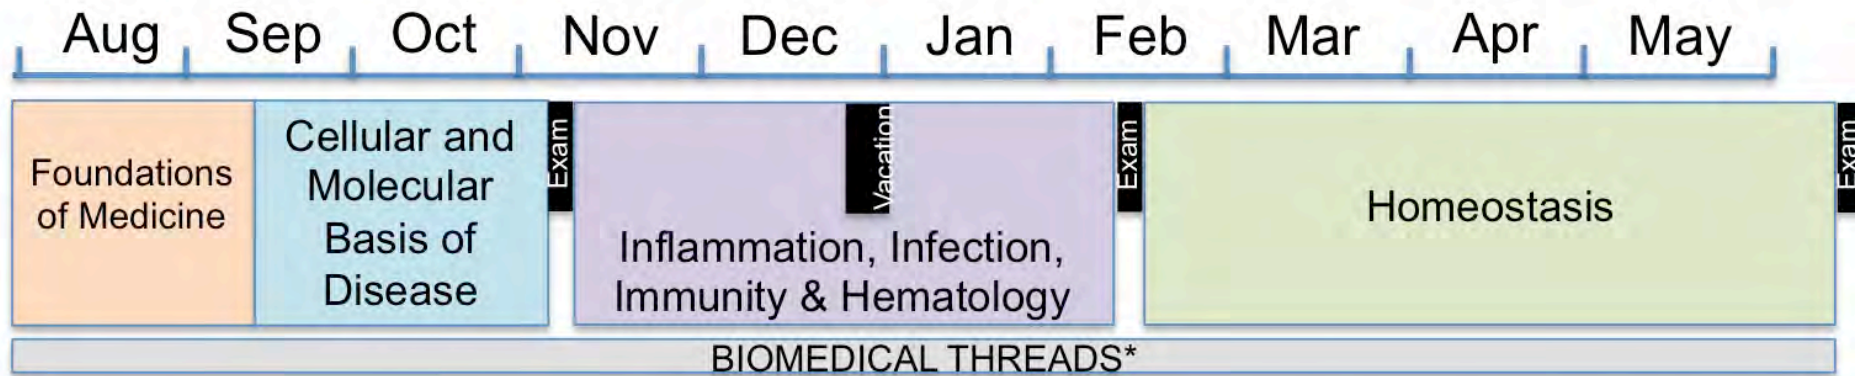 Aug Sep Oct Nov Dec Jan Feb Mar Apr May
Foundations
of Medicine
Cellular and
Molecular
Basis of
Disease
Exam
Vacation
Inflammation, Infection,
Immunity & Hematology
Exam
Homeostasis
Exam
BIOMEDICAL THREADS*